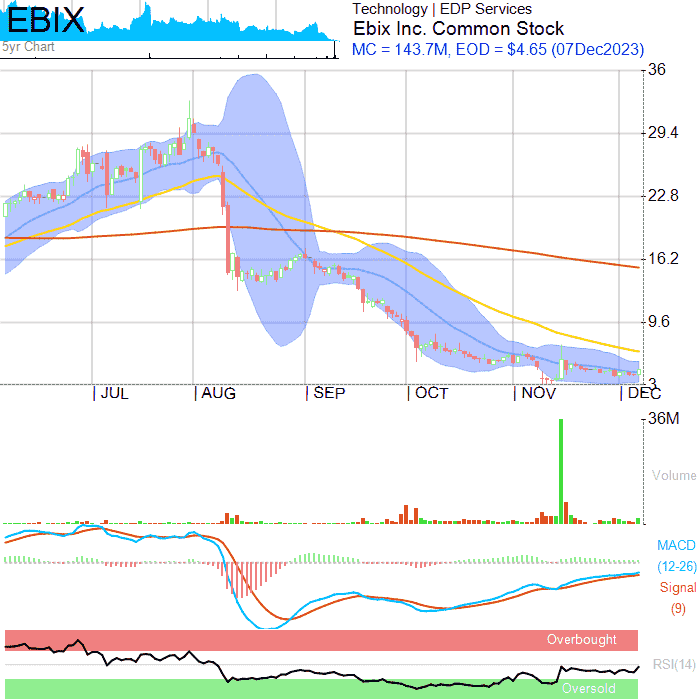 EBIX
5yr Chart
Technology | EDP Services
Ebix Inc. Common Stock
MC = 143.7M, EOD = $4.65 (07Dec2023)
36
29.4
22.8
16.2
9.6
3
JUL AUG SEP OCT NOV DEC
36M
Volume
MACD
(12-26)
Signal
(9)
Overbought
RSI(14)
Oversold